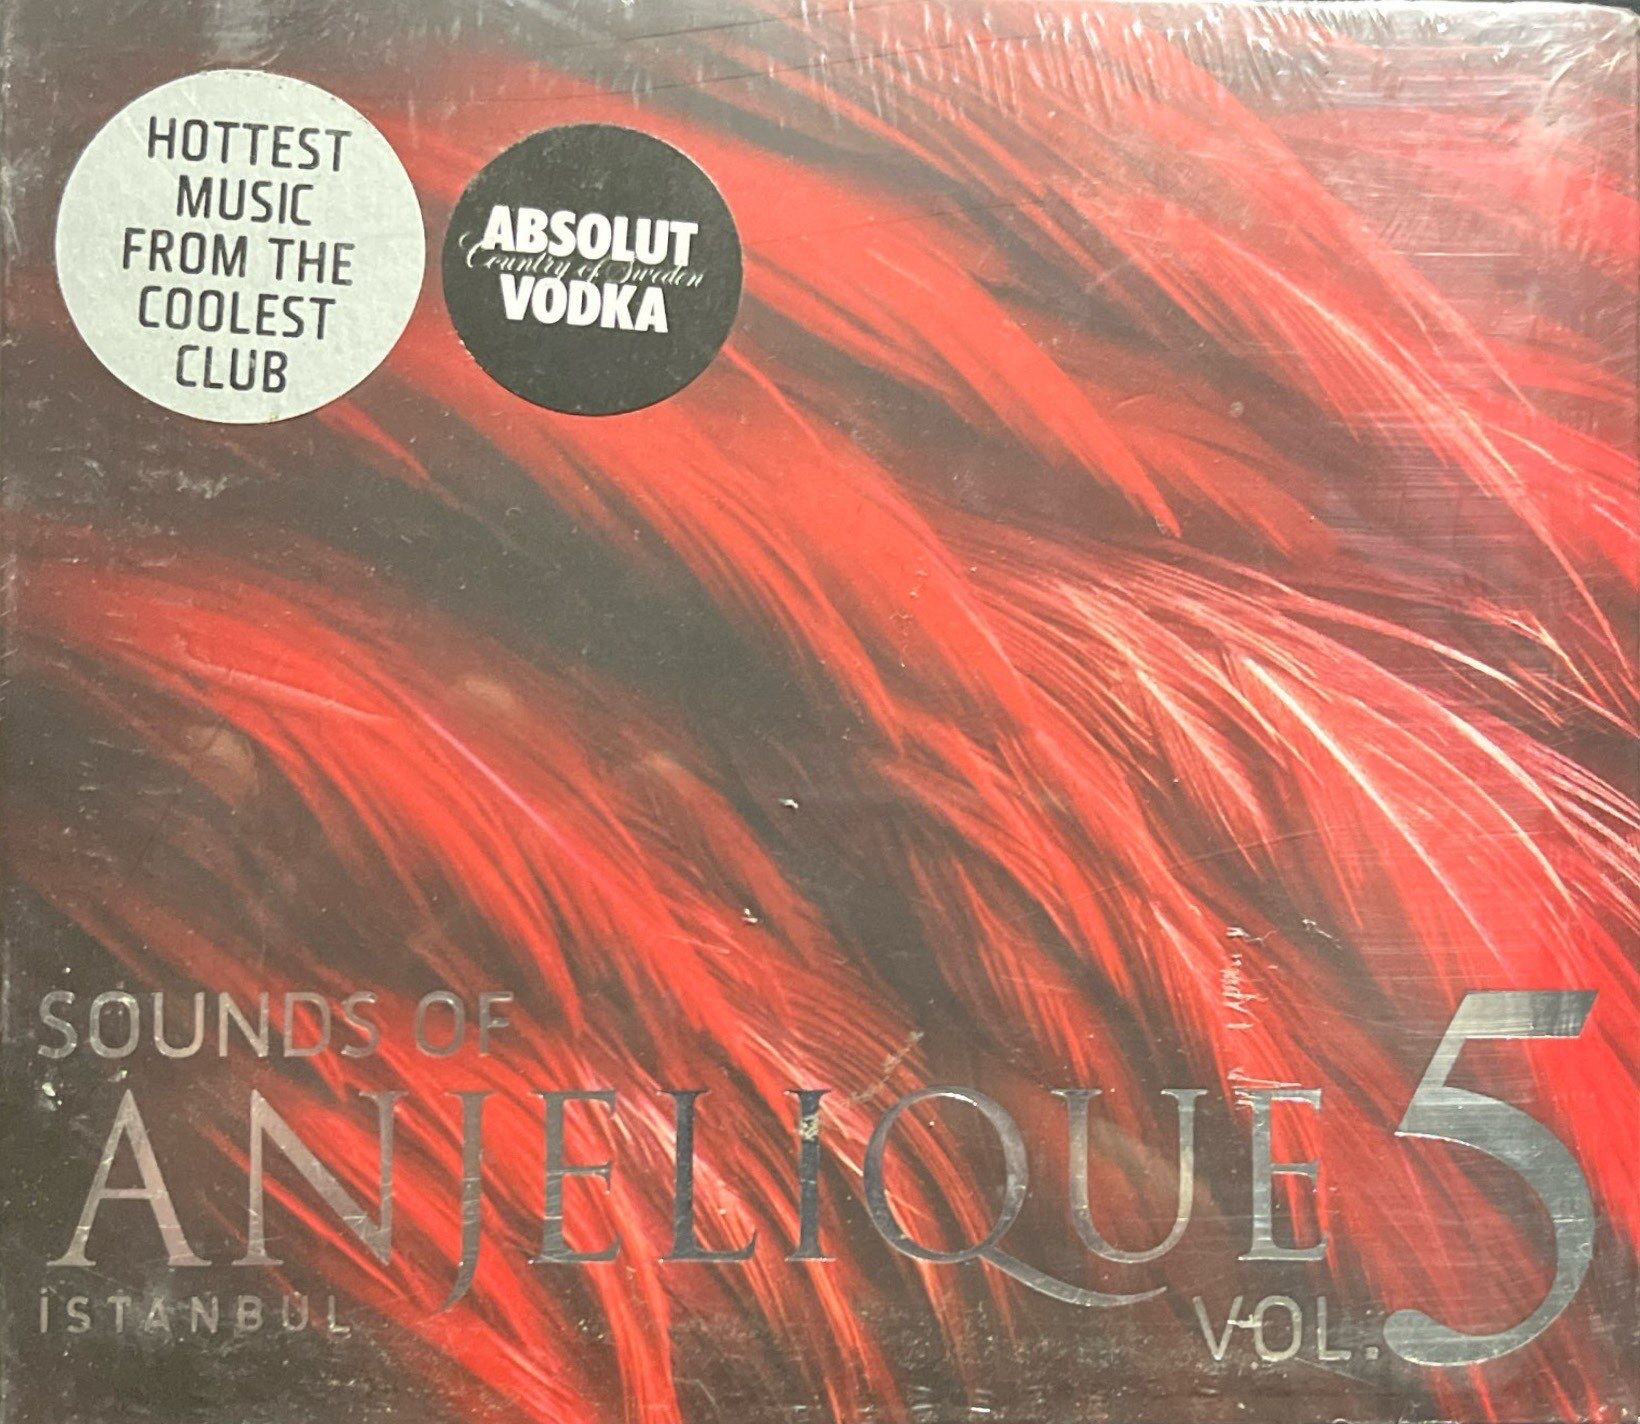 HOTTEST
MUSIC
FROM THE
COOLEST
CLUB
ABSOLUT
Country of Sweden
VODKA
SOUNDS OF
ANJELIQUE
İSTANBUL
VOL. 5